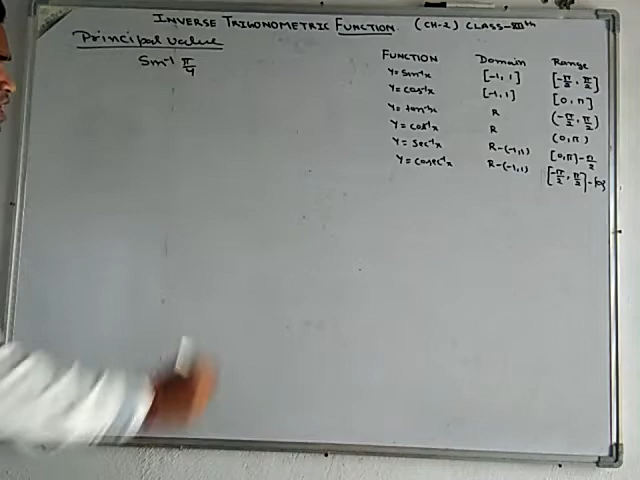 INVERSE TRIGONOMETRIC FUNCTION. (CH-2) CLASS-XIIth
Principal value
Sin⁻¹ π/4
FUNCTION Domain Range
y=sin⁻¹x [-1, 1] [-π/2, π/2]
y=cos⁻¹x [-1, 1] [0, π]
y=tan⁻¹x R (-π/2, π/2)
y=cot⁻¹x R (0, π)
y=sec⁻¹x R-(-1,1) [0,π]-π/2
y=cosec⁻¹x R-(-1,1) [-π/2, π/2]-{0}